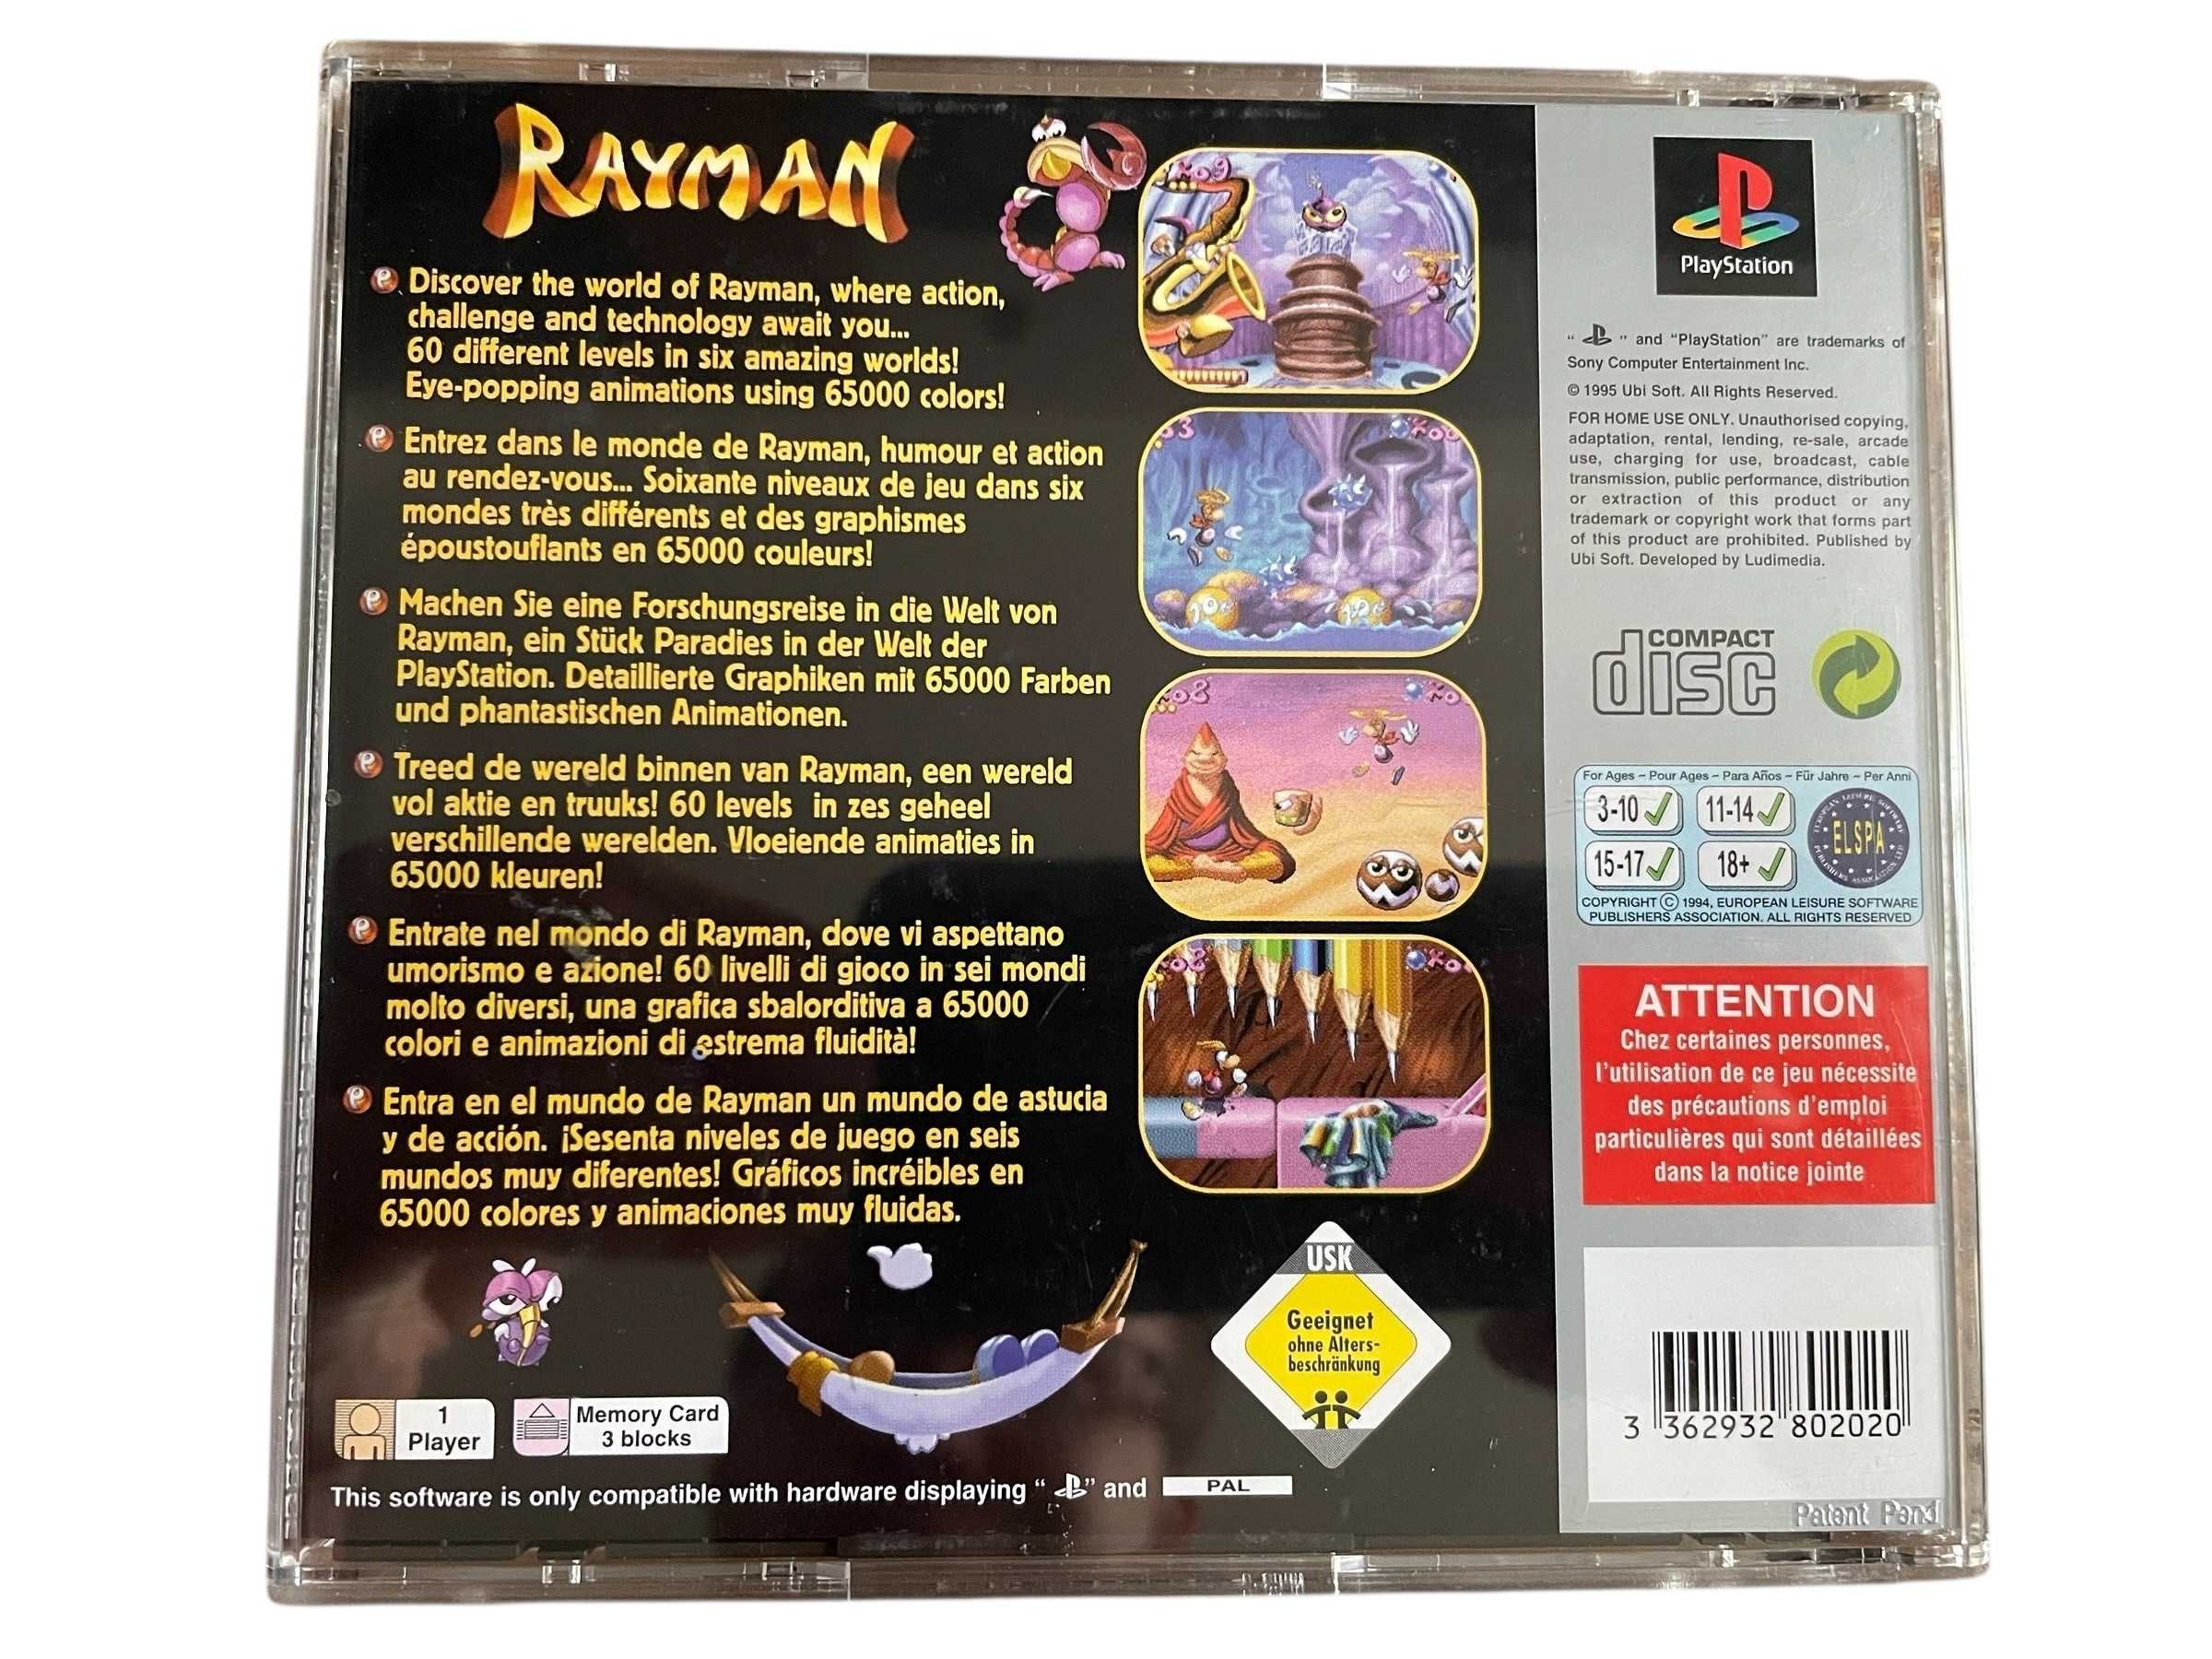 RAYMAN
Discover the world of Rayman, where action,
challenge and technology await you...
60 different levels in six amazing worlds!
Eye-popping animations using 65000 colors!
Entrez dans le monde de Rayman, humour et action
au rendez-vous... Soixante niveaux de jeu dans six
mondes très différents et des graphismes
époustouflants en 65000 couleurs!
Machen Sie eine Forschungsreise in die Welt von
Rayman, ein Stück Paradies in der Welt der
PlayStation. Detaillierte Graphiken mit 65000 Farben
und phantastischen Animationen.
Treed de wereld binnen van Rayman, een wereld
vol aktie en truuks! 60 levels in zes geheel
verschillende werelden. Vloeiende animaties in
65000 kleuren!
Entrate nel mondo di Rayman, dove vi aspettano
umorismo e azione! 60 livelli di gioco in sei mondi
molto diversi, una grafica sbalorditiva a 65000
colori e animazioni di estrema fluidità!
Entra en el mundo de Rayman un mundo de astucia
y de acción. ¡Sesenta niveles de juego en seis
mundos muy diferentes! Gráficos incréibles en
65000 colores y animaciones muy fluidas.
1
Player
Memory Card
3 blocks
This software is only compatible with hardware displaying " " and PAL
USK
Geeignet
ohne Alters-
beschränkung
PlayStation
" " and "PlayStation" are trademarks of
Sony Computer Entertainment Inc.
© 1995 Ubi Soft. All Rights Reserved.
FOR HOME USE ONLY. Unauthorised copying,
adaptation, rental, lending, re-sale, arcade
use, charging for use, broadcast, cable
transmission, public performance, distribution
or extraction of this product or any
trademark or copyright work that forms part
of this product are prohibited. Published by
Ubi Soft. Developed by Ludimedia.
COMPACT
disc
For Ages – Pour Ages – Para Años – Für Jahre – Per Anni
3-10 11-14
15-17 18+
ELSPA
COPYRIGHT © 1994, EUROPEAN LEISURE SOFTWARE
PUBLISHERS ASSOCIATION. ALL RIGHTS RESERVED
ATTENTION
Chez certaines personnes,
l'utilisation de ce jeu nécessite
des précautions d'emploi
particulières qui sont détaillées
dans la notice jointe
3 362932 802020
Patent Pend